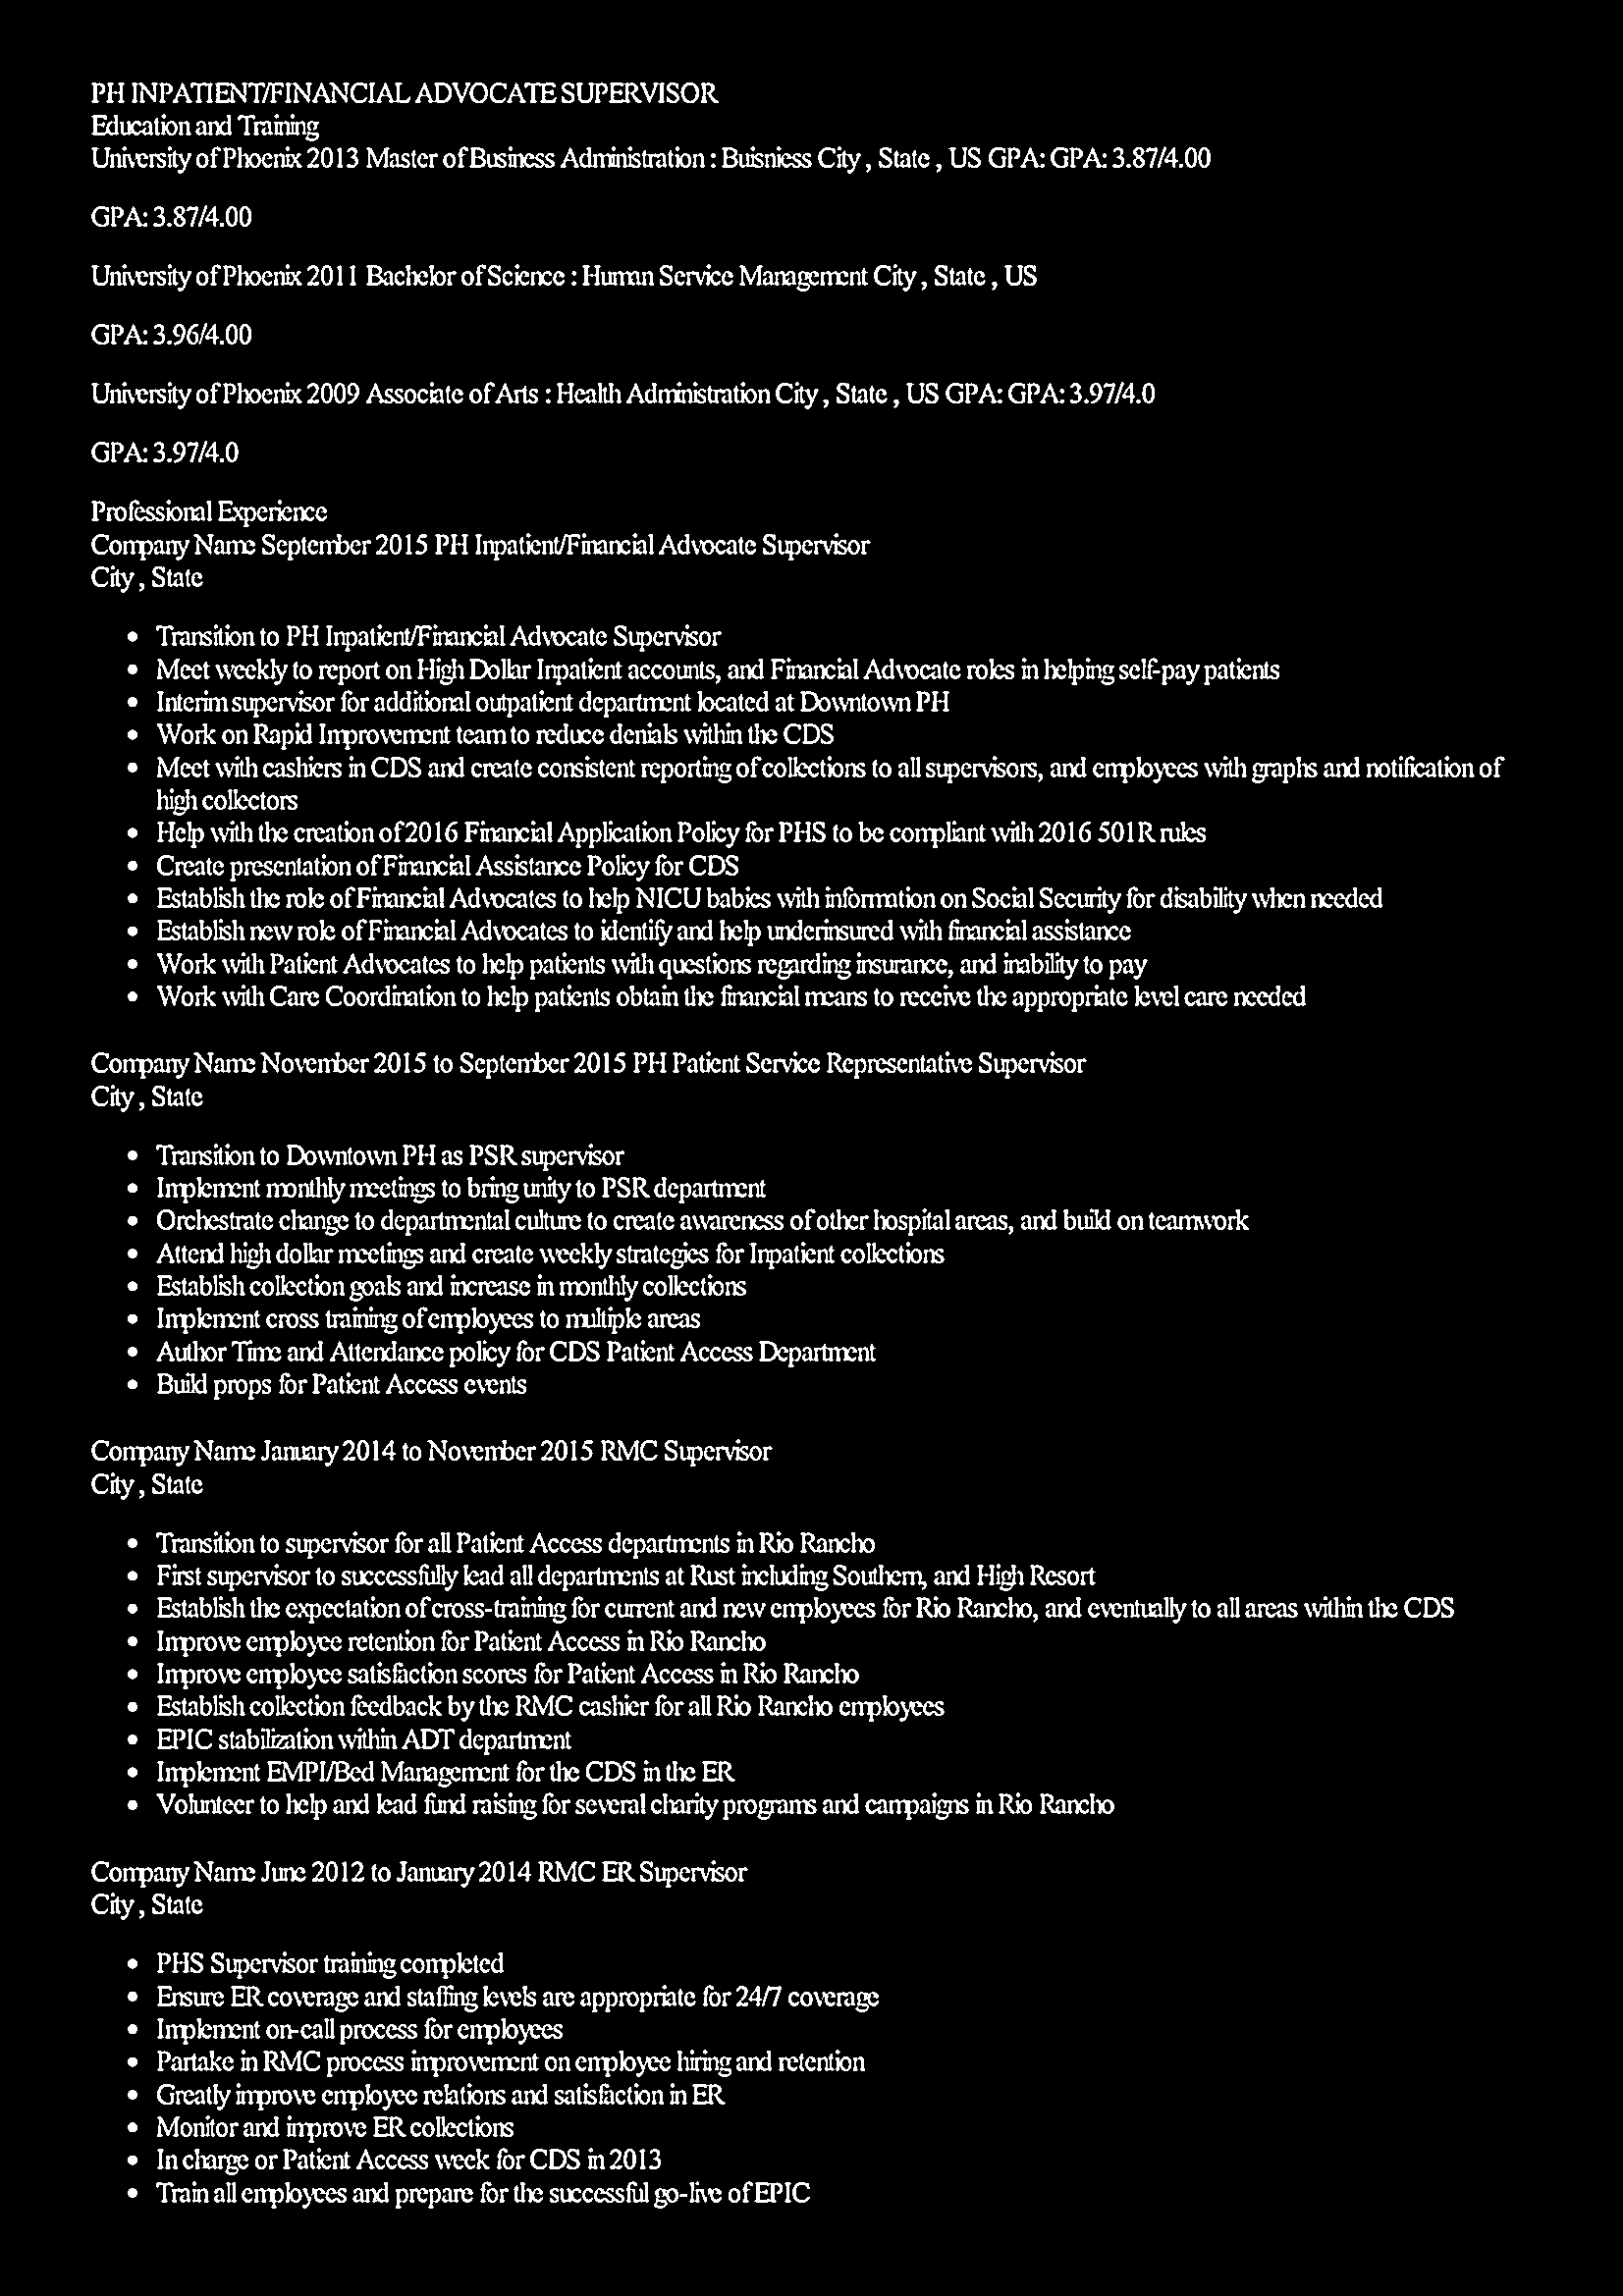 PH INPATIENT/FINANCIAL ADVOCATE SUPERVISOR
Education and Training
University of Phoenix 2013 Master of Business Administration : Buisniess City , State , US GPA: GPA: 3.87/4.00
GPA: 3.87/4.00
University of Phoenix 2011 Bachelor of Science : Human Service Management City , State , US
GPA: 3.96/4.00
University of Phoenix 2009 Associate of Arts : Health Administration City , State , US GPA: GPA: 3.97/4.0
GPA: 3.97/4.0
Professional Experience
Company Name September 2015 PH Inpatient/Financial Advocate Supervisor
City , State
• Transition to PH Inpatient/Financial Advocate Supervisor
• Meet weekly to report on High Dollar Inpatient accounts, and Financial Advocate roles in helping self-pay patients
• Interim supervisor for additional outpatient department located at Downtown PH
• Work on Rapid Improvement team to reduce denials within the CDS
• Meet with cashiers in CDS and create consistent reporting of collections to all supervisors, and employees with graphs and notification of
high collectors
• Help with the creation of 2016 Financial Application Policy for PHS to be compliant with 2016 501R rules
• Create presentation of Financial Assistance Policy for CDS
• Establish the role of Financial Advocates to help NICU babies with information on Social Security for disability when needed
• Establish new role of Financial Advocates to identify and help underinsured with financial assistance
• Work with Patient Advocates to help patients with questions regarding insurance, and inability to pay
• Work with Care Coordination to help patients obtain the financial means to receive the appropriate level care needed
Company Name November 2015 to September 2015 PH Patient Service Representative Supervisor
City , State
• Transition to Downtown PH as PSR supervisor
• Implement monthly meetings to bring unity to PSR department
• Orchestrate change to departmental culture to create awareness of other hospital areas, and build on teamwork
• Attend high dollar meetings and create weekly strategies for Inpatient collections
• Establish collection goals and increase in monthly collections
• Implement cross training of employees to multiple areas
• Author Time and Attendance policy for CDS Patient Access Department
• Build props for Patient Access events
Company Name January 2014 to November 2015 RMC Supervisor
City , State
• Transition to supervisor for all Patient Access departments in Rio Rancho
• First supervisor to successfully lead all departments at Rust including Southern, and High Resort
• Establish the expectation of cross-training for current and new employees for Rio Rancho, and eventually to all areas within the CDS
• Improve employee retention for Patient Access in Rio Rancho
• Improve employee satisfaction scores for Patient Access in Rio Rancho
• Establish collection feedback by the RMC cashier for all Rio Rancho employees
• EPIC stabilization within ADT department
• Implement EMPI/Bed Management for the CDS in the ER
• Volunteer to help and lead fund raising for several charity programs and campaigns in Rio Rancho
Company Name June 2012 to January 2014 RMC ER Supervisor
City , State
• PHS Supervisor training completed
• Ensure ER coverage and staffing levels are appropriate for 24/7 coverage
• Implement on-call process for employees
• Partake in RMC process improvement on employee hiring and retention
• Greatly improve employee relations and satisfaction in ER
• Monitor and improve ER collections
• In charge or Patient Access week for CDS in 2013
• Train all employees and prepare for the successful go-live of EPIC